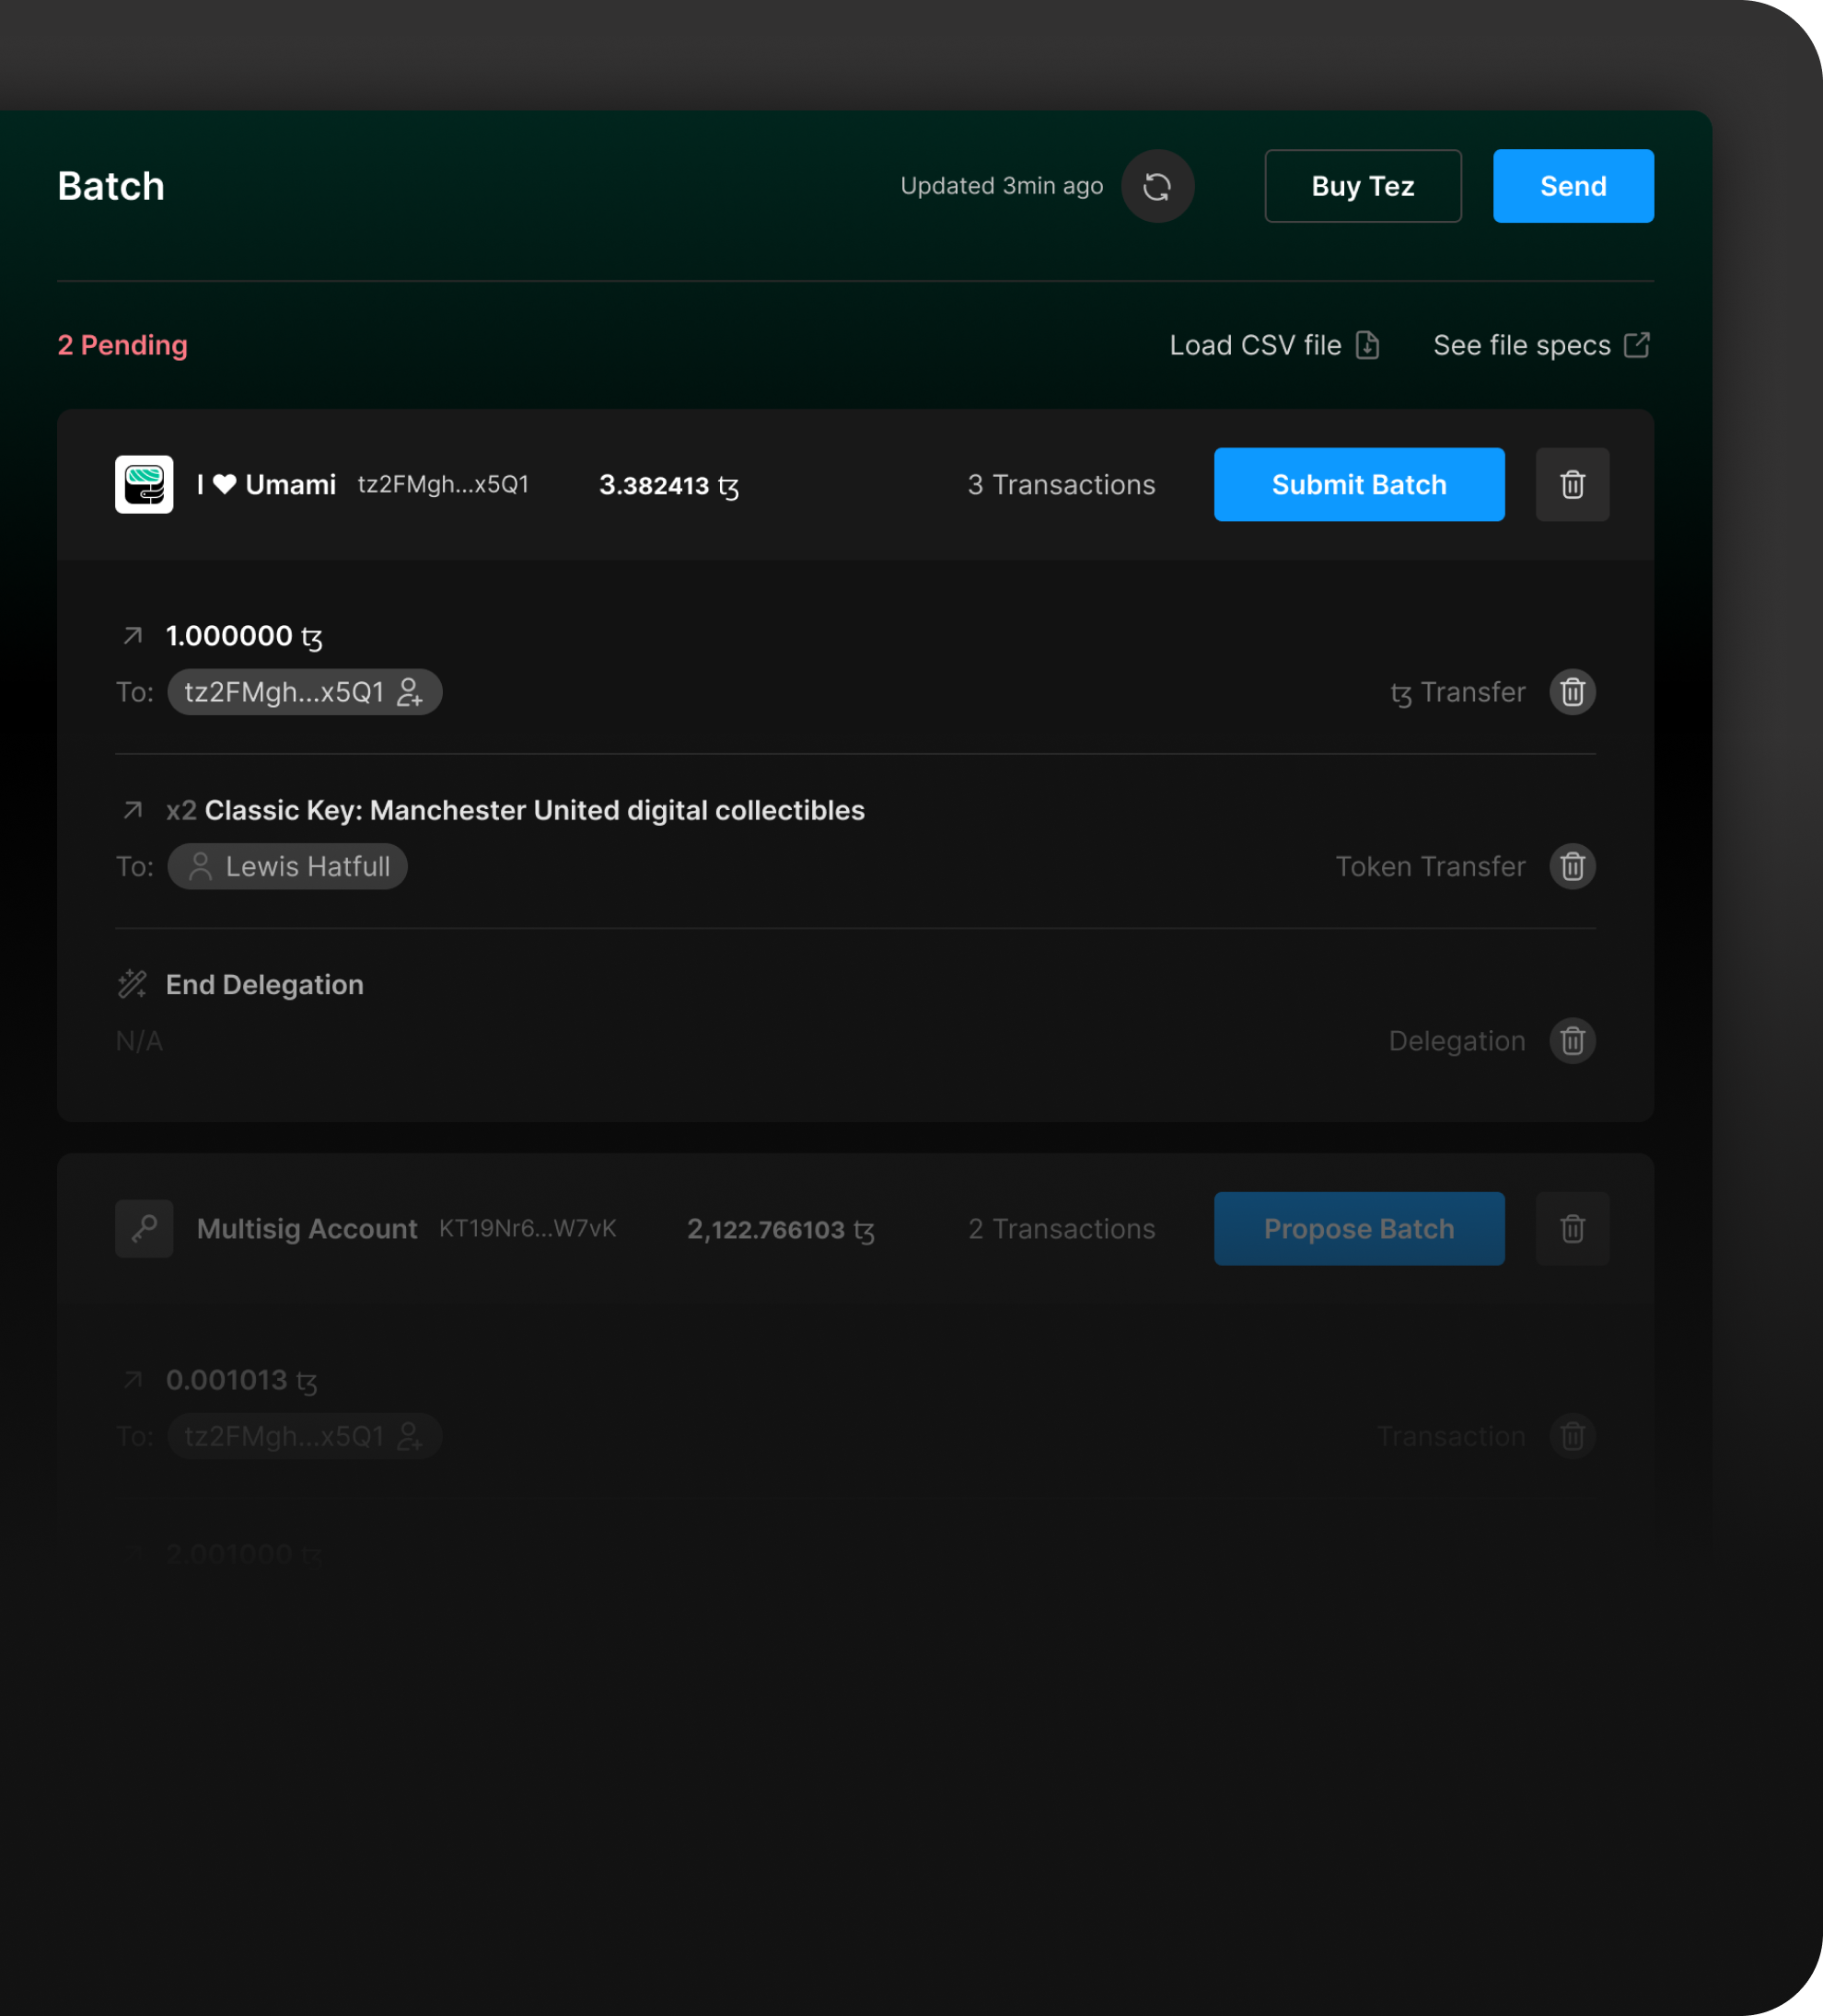 Batch
Updated 3min ago
Buy Tez
Send
2 Pending
Load CSV file
See file specs
I ♥ Umami tz2FMgh...x5Q1 3.382413 ꜩ 3 Transactions
Submit Batch
1.000000 ꜩ
To: tz2FMgh...x5Q1
ꜩ Transfer
x2 Classic Key: Manchester United digital collectibles
To: Lewis Hatfull
Token Transfer
End Delegation
N/A
Delegation
Multisig Account KT19Nr6...W7vK 2,122.766103 ꜩ 2 Transactions
Propose Batch
0.001013 ꜩ
To: tz2FMgh...x5Q1
Transaction
2.001000 ꜩ